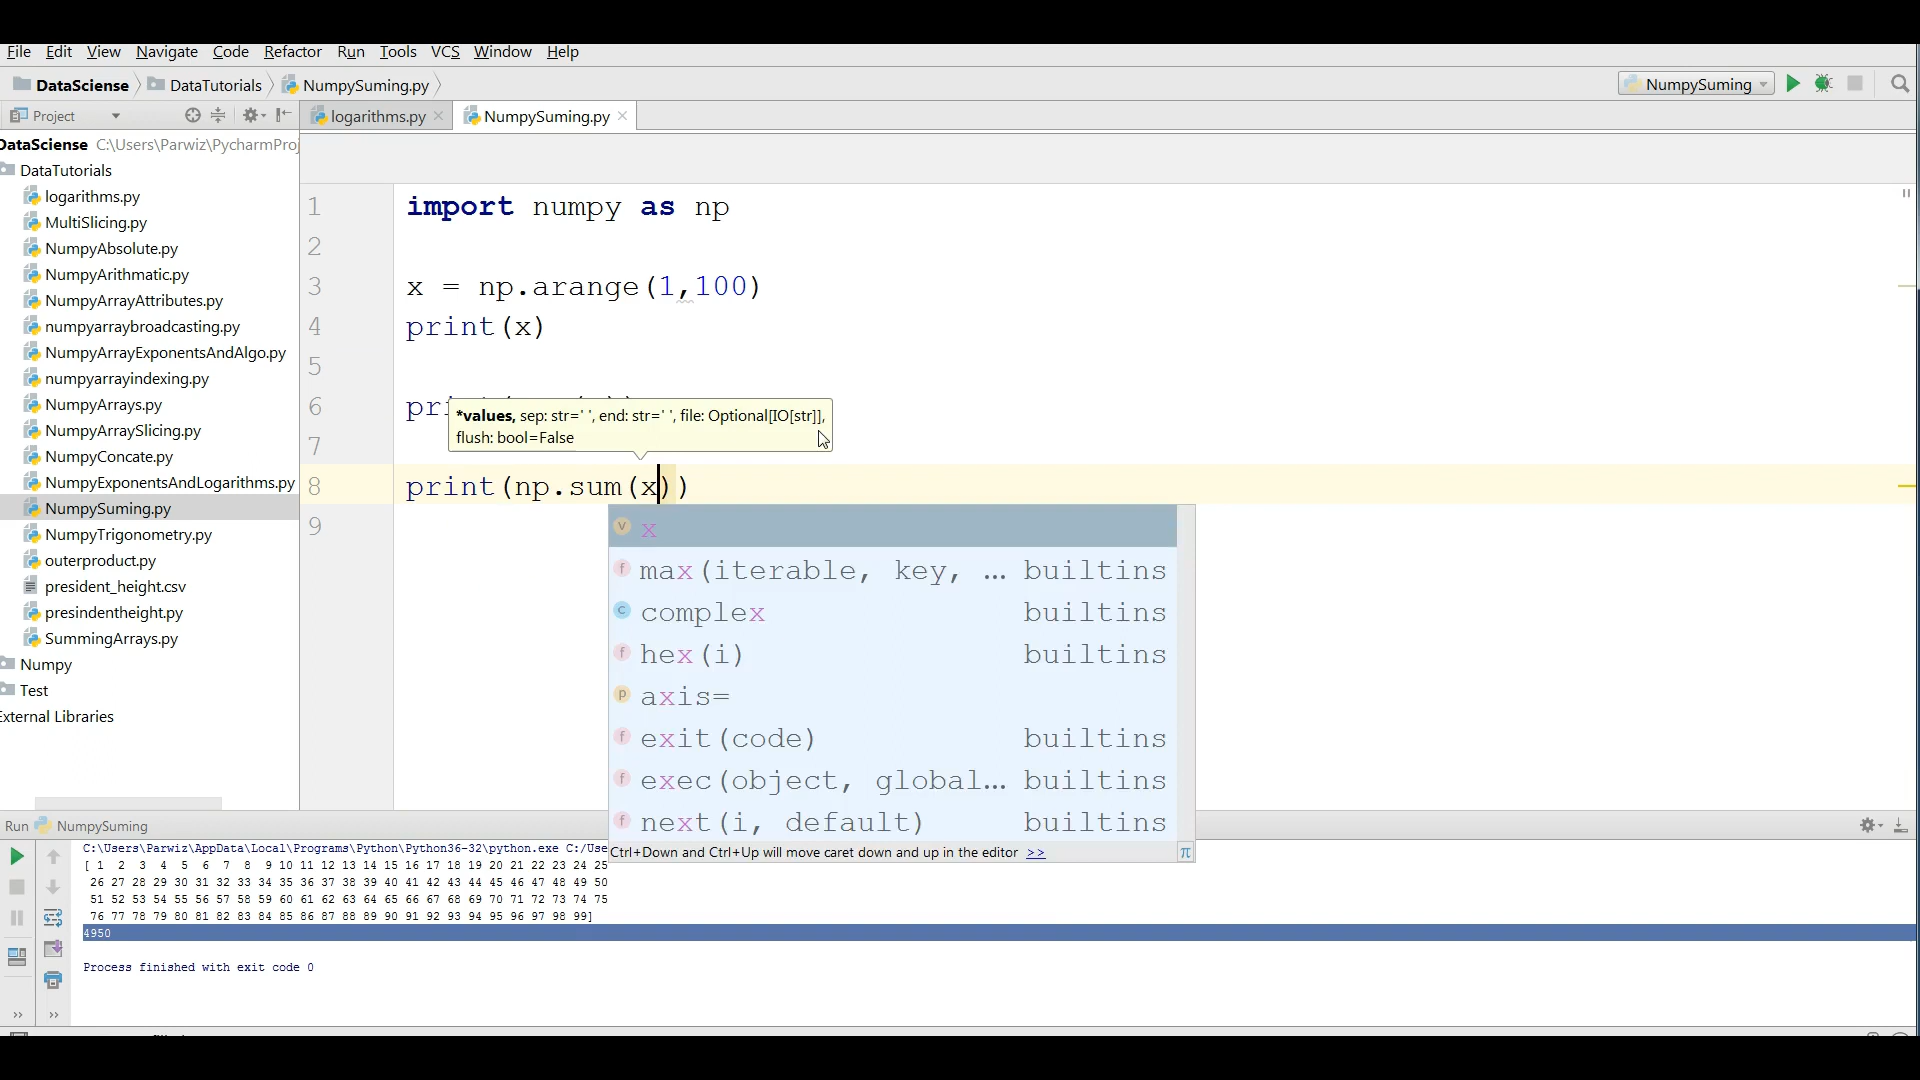 File Edit View Navigate Code Refactor Run Tools VCS Window Help
DataSciense DataTutorials NumpySuming.py NumpySuming
Project logarithms.py NumpySuming.py
DataSciense C:\Users\Parwiz\PycharmProj
DataTutorials
logarithms.py
MultiSlicing.py
NumpyAbsolute.py
NumpyArithmatic.py
NumpyArrayAttributes.py
numpyarraybroadcasting.py
NumpyArrayExponentsAndAlgo.py
numpyarrayindexing.py
NumpyArrays.py
NumpyArraySlicing.py
NumpyConcate.py
NumpyExponentsAndLogarithms.py
NumpySuming.py
NumpyTrigonometry.py
outerproduct.py
president_height.csv
presindentheight.py
SummingArrays.py
Numpy
Test
External Libraries
1 import numpy as np
2
3 x = np.arange(1,100)
4 print(x)
5
6 pri
*values, sep: str=' ', end: str=' ', file: Optional[IO[str]],
flush: bool=False
7
8 print(np.sum(x))
9
v x
f max(iterable, key, … builtins
c complex builtins
f hex(i) builtins
p axis=
f exit(code) builtins
f exec(object, global… builtins
f next(i, default) builtins
Ctrl+Down and Ctrl+Up will move caret down and up in the editor >> π
Run NumpySuming
C:\Users\Parwiz\AppData\Local\Programs\Python\Python36-32\python.exe C:/Use
[ 1 2 3 4 5 6 7 8 9 10 11 12 13 14 15 16 17 18 19 20 21 22 23 24 25
26 27 28 29 30 31 32 33 34 35 36 37 38 39 40 41 42 43 44 45 46 47 48 49 50
51 52 53 54 55 56 57 58 59 60 61 62 63 64 65 66 67 68 69 70 71 72 73 74 75
76 77 78 79 80 81 82 83 84 85 86 87 88 89 90 91 92 93 94 95 96 97 98 99]
4950
Process finished with exit code 0